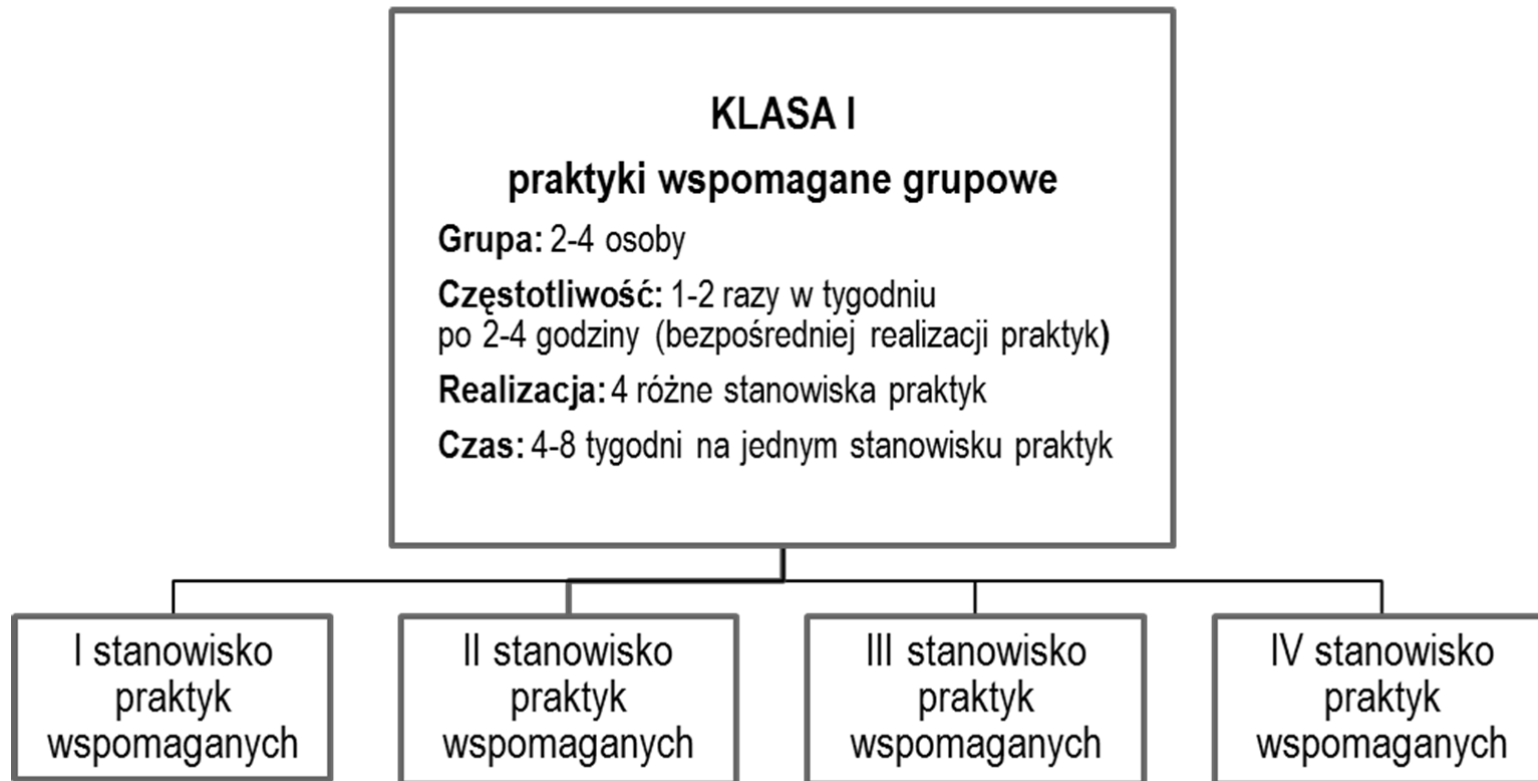 KLASA I
praktyki wspomagane grupowe
Grupa: 2-4 osoby
Częstotliwość: 1-2 razy w tygodniu
po 2-4 godziny (bezpośredniej realizacji praktyk)
Realizacja: 4 różne stanowiska praktyk
Czas: 4-8 tygodni na jednym stanowisku praktyk
I stanowisko
praktyk
wspomaganych
II stanowisko
praktyk
wspomaganych
III stanowisko
praktyk
wspomaganych
IV stanowisko
praktyk
wspomaganych